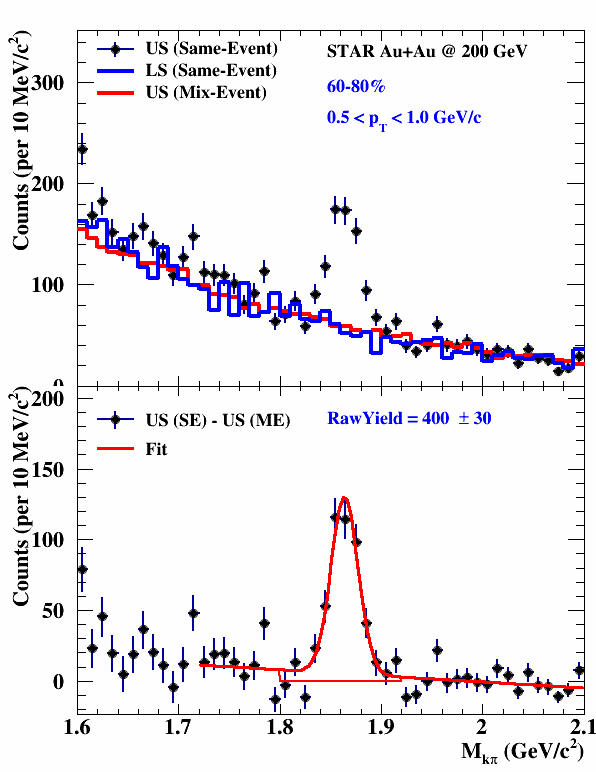 US (Same-Event)
LS (Same-Event)
US (Mix-Event)
STAR Au+Au @ 200 GeV
60-80%
0.5 < p_T < 1.0 GeV/c
Counts (per 10 MeV/c²)
300
200
100
0
US (SE) - US (ME)
Fit
RawYield = 400 ± 30
Counts (per 10 MeV/c²)
200
150
100
50
0
1.6 1.7 1.8 1.9 2 2.1
M_kπ (GeV/c²)